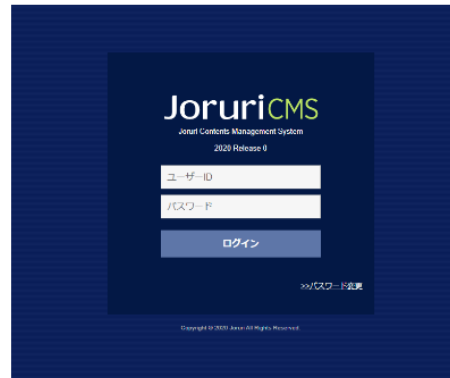 JoruriCMS
Joruri Contents Management System
2020 Release 0
ユーザーID
パスワード
ログイン
>>パスワード変更
Copyright © 2020 Joruri All Rights Reserved.